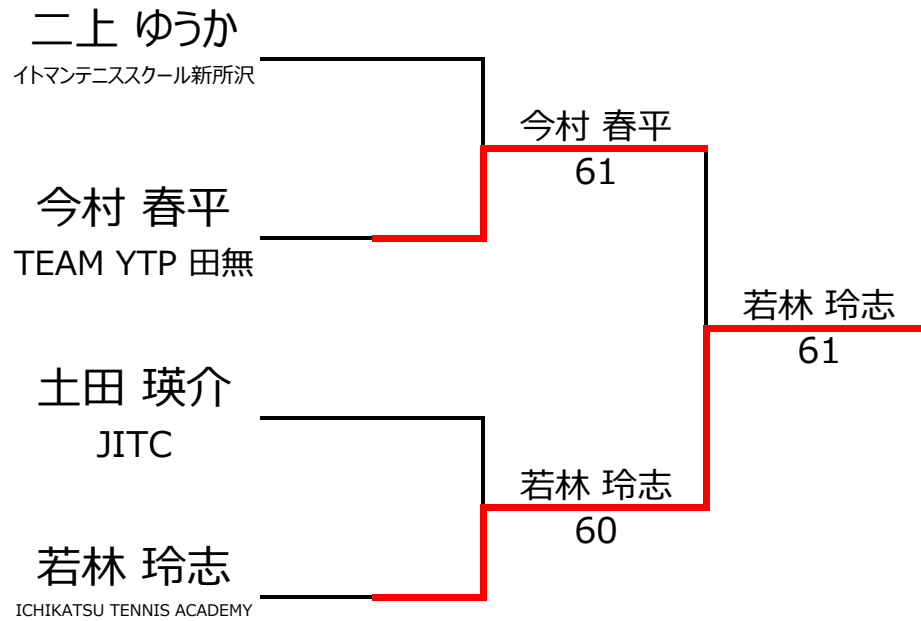 二上 ゆうか
イトマンテニススクール新所沢
今村 春平
61
今村 春平
TEAM YTP 田無
若林 玲志
61
土田 瑛介
JITC
若林 玲志
60
若林 玲志
ICHIKATSU TENNIS ACADEMY